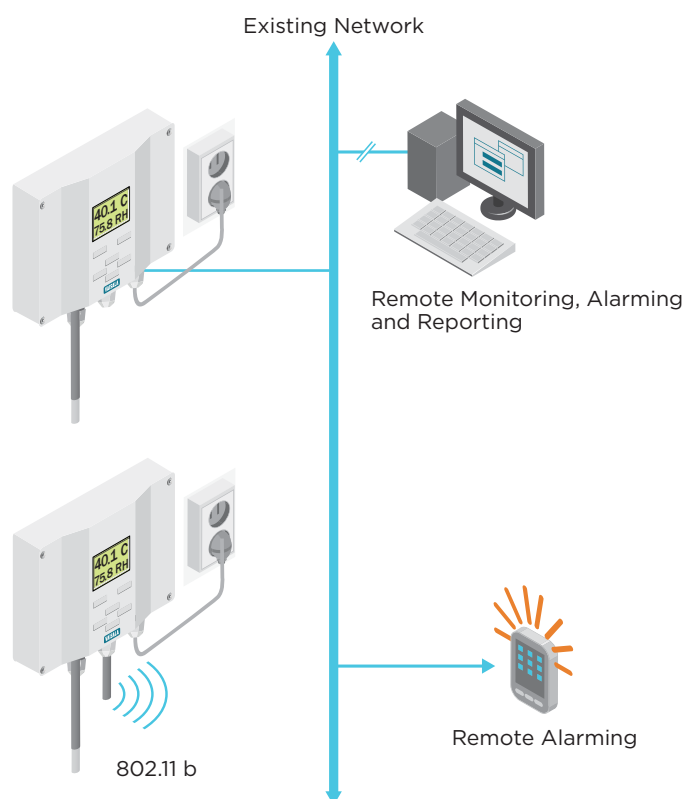 Existing Network
40.1 C
75.8 RH
Remote Monitoring, Alarming
and Reporting
40.1 C
75.8 RH
802.11 b
Remote Alarming